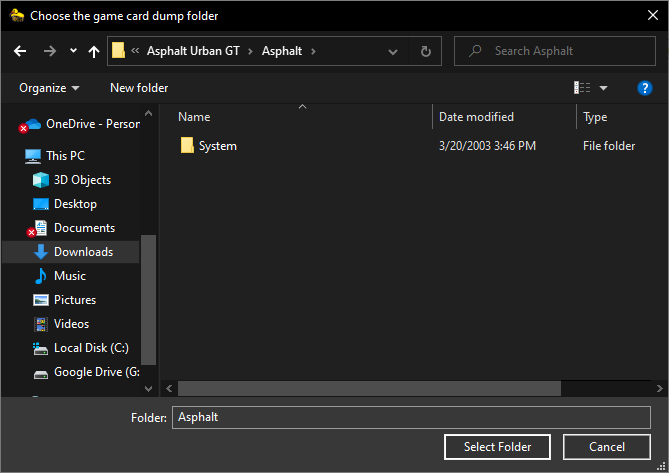 Choose the game card dump folder
« Asphalt Urban GT > Asphalt >
Search Asphalt
Organize
New folder
?
Name
Date modified
Type
OneDrive - Person
This PC
3D Objects
Desktop
Documents
Downloads
Music
Pictures
Videos
Local Disk (C:)
Google Drive (G:
System
3/20/2003 3:46 PM
File folder
Folder:
Asphalt
Select Folder
Cancel